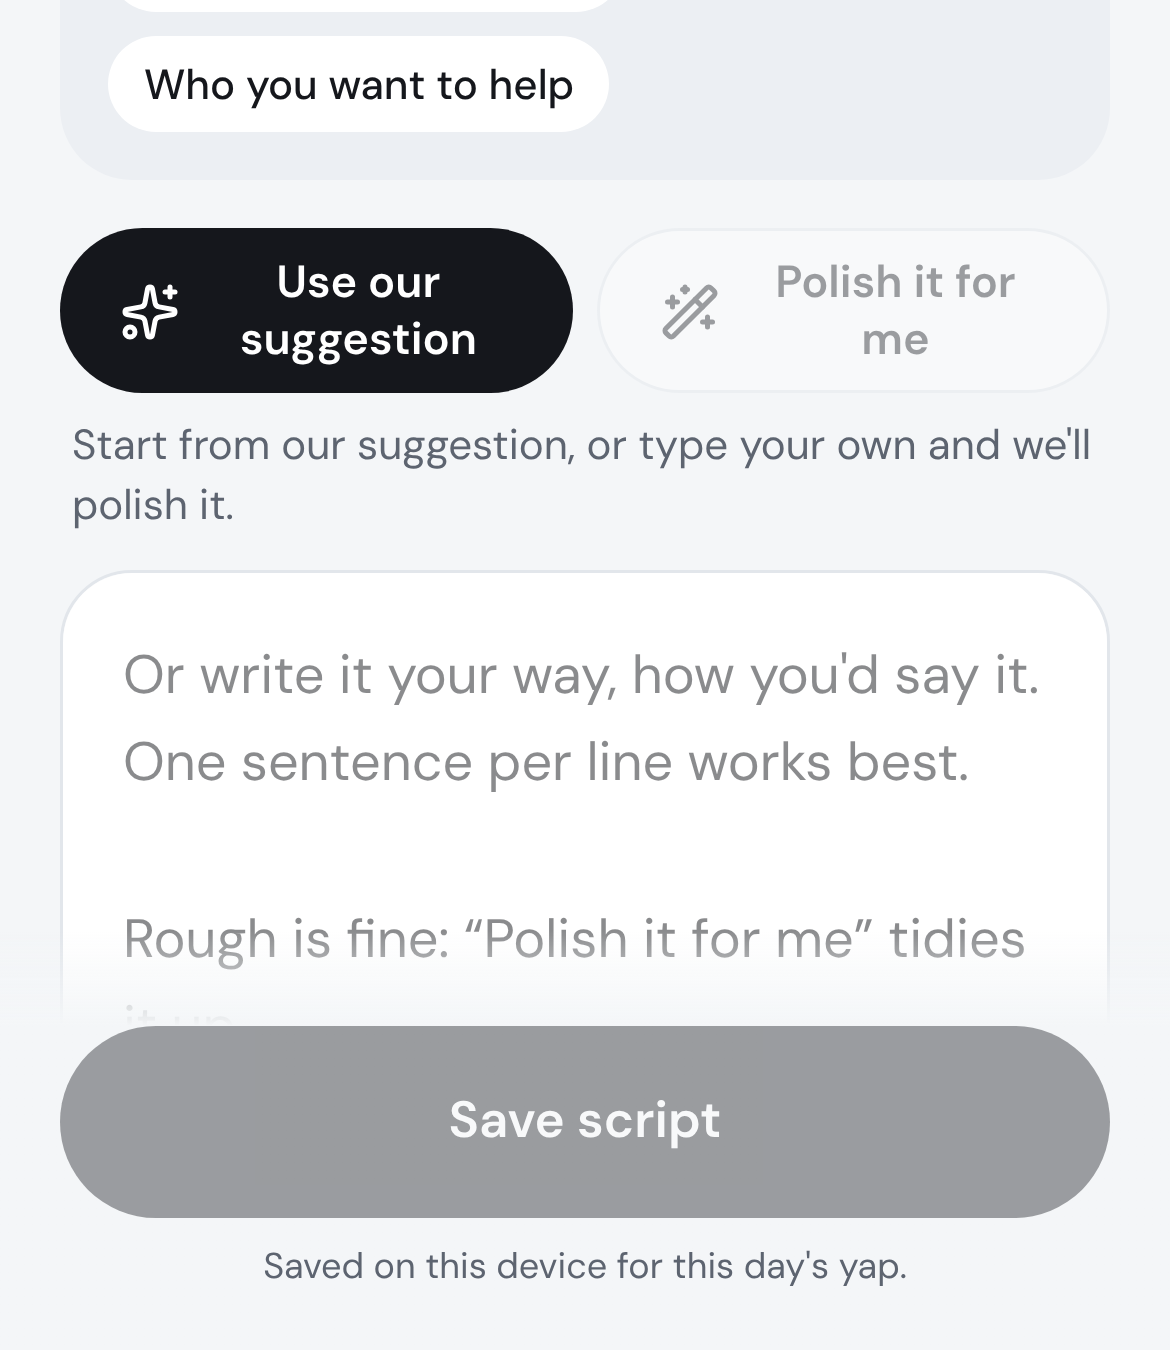 Who you want to help
Use our
suggestion
Polish it for
me
Start from our suggestion, or type your own and we'll
polish it.
Or write it your way, how you'd say it.
One sentence per line works best.
Rough is fine: “Polish it for me” tidies
it up
Save script
Saved on this device for this day's yap.